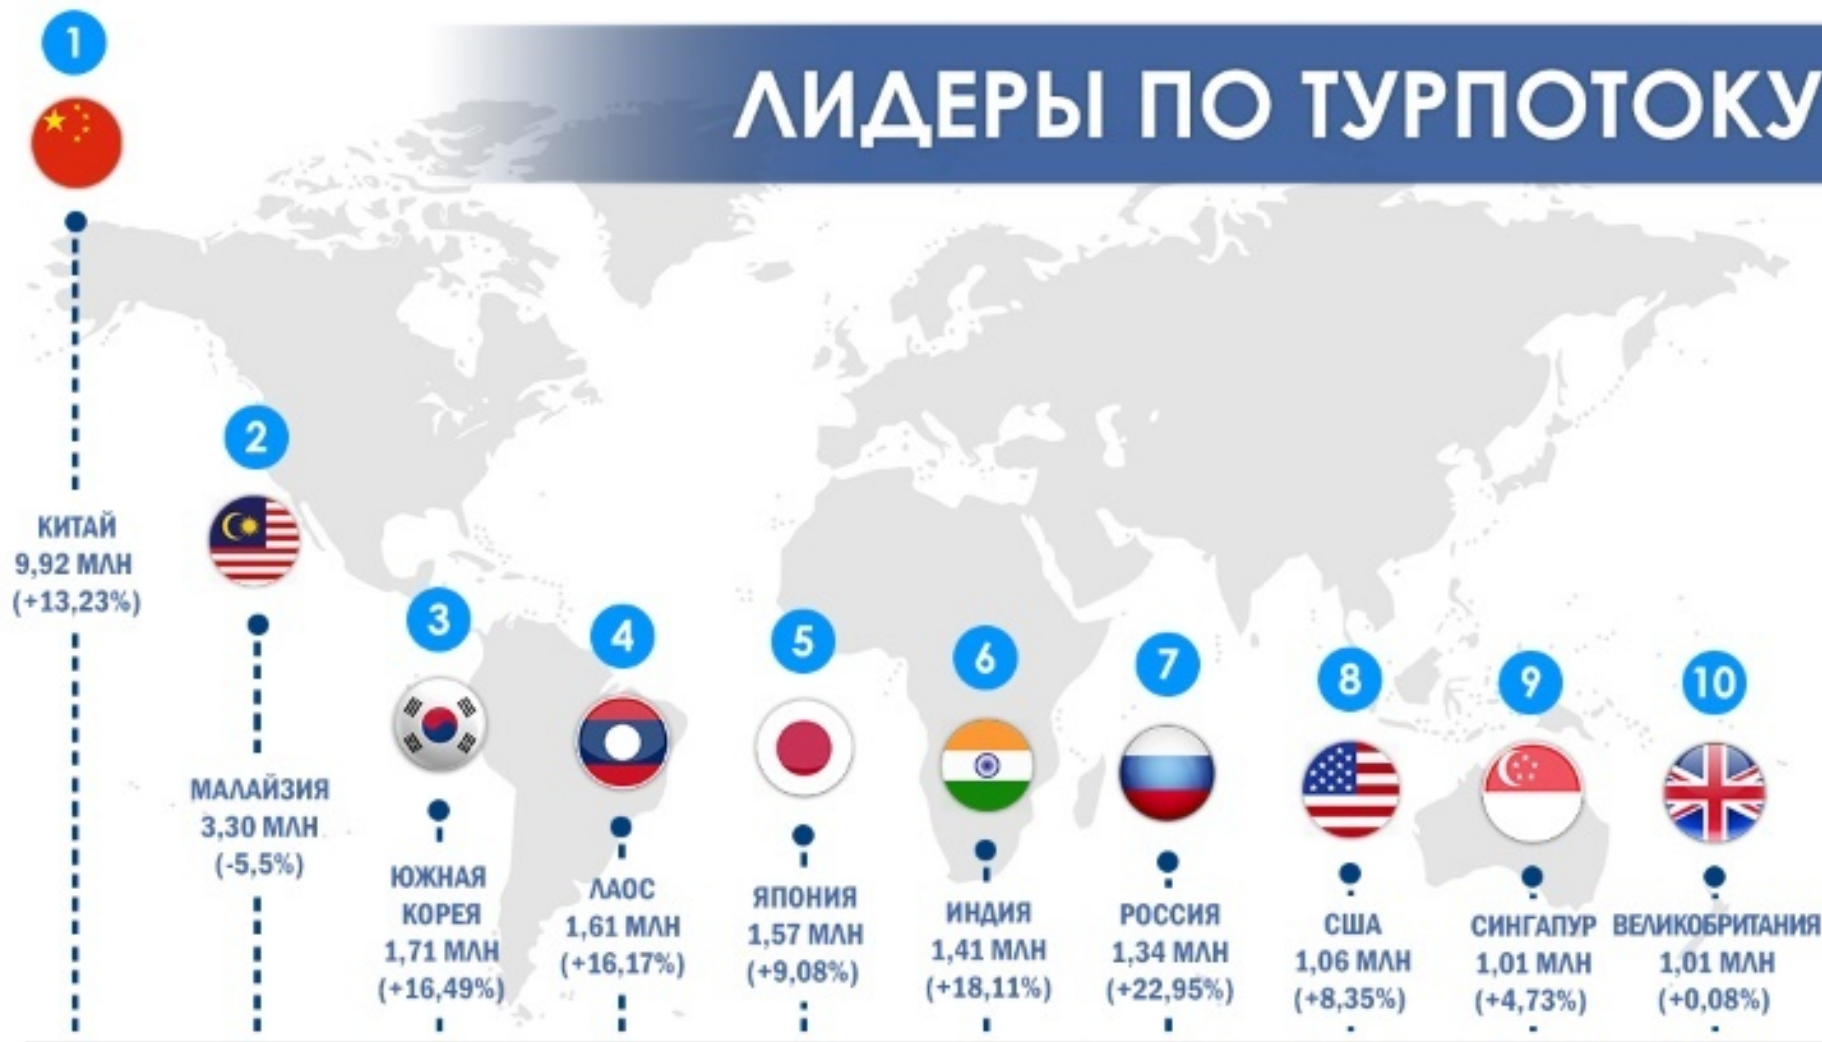 ЛИДЕРЫ ПО ТУРПОТОКУ
1
КИТАЙ
9,92 МЛН
(+13,23%)
2
МАЛАЙЗИЯ
3,30 МЛН
(-5,5%)
3
ЮЖНАЯ
КОРЕЯ
1,71 МЛН
(+16,49%)
4
ЛАОС
1,61 МЛН
(+16,17%)
5
ЯПОНИЯ
1,57 МЛН
(+9,08%)
6
ИНДИЯ
1,41 МЛН
(+18,11%)
7
РОССИЯ
1,34 МЛН
(+22,95%)
8
США
1,06 МЛН
(+8,35%)
9
СИНГАПУР
1,01 МЛН
(+4,73%)
10
ВЕЛИКОБРИТАНИЯ
1,01 МЛН
(+0,08%)